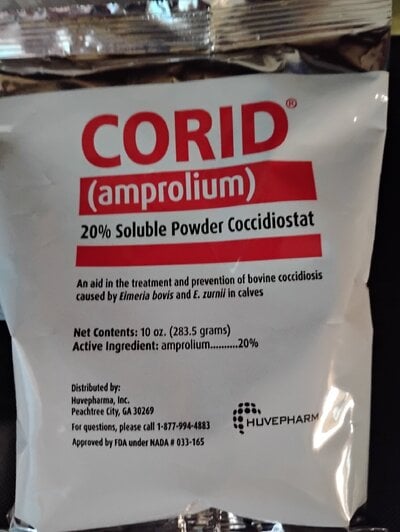 CORID®
(amprolium)
20% Soluble Powder Coccidiostat
An aid in the treatment and prevention of bovine coccidiosis
caused by Eimeria bovis and E. zurnii in calves
Net Contents: 10 oz. (283.5 grams)
Active Ingredient: amprolium..........20%
Distributed by:
Huvepharma, Inc.
Peachtree City, GA 30269
For questions, please call 1-877-994-4883
Approved by FDA under NADA # 033-165
HUVEPHARM